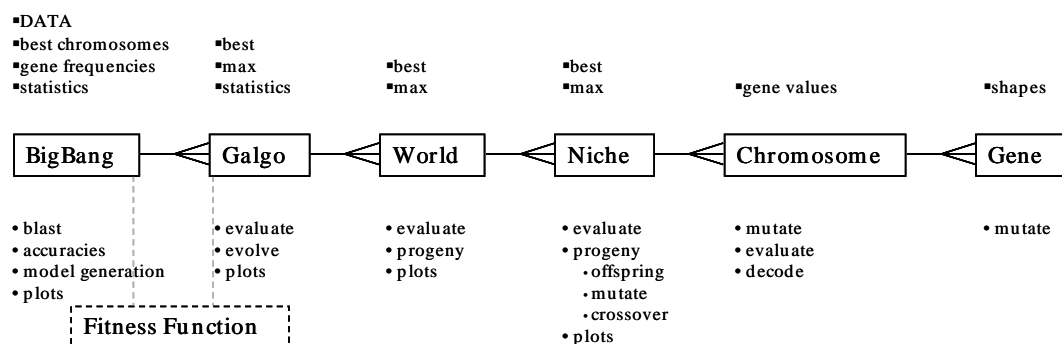 ▪DATA
▪best chromosomes
▪gene frequencies
▪statistics
▪best
▪max
▪statistics
▪best
▪max
▪best
▪max
▪gene values
▪shapes
BigBang
Galgo
World
Niche
Chromosome
Gene
• blast
• accuracies
• model generation
• plots
• evaluate
• evolve
• plots
• evaluate
• progeny
• plots
• evaluate
• progeny
• offspring
• mutate
• crossover
• plots
• mutate
• evaluate
• decode
• mutate
Fitness Function